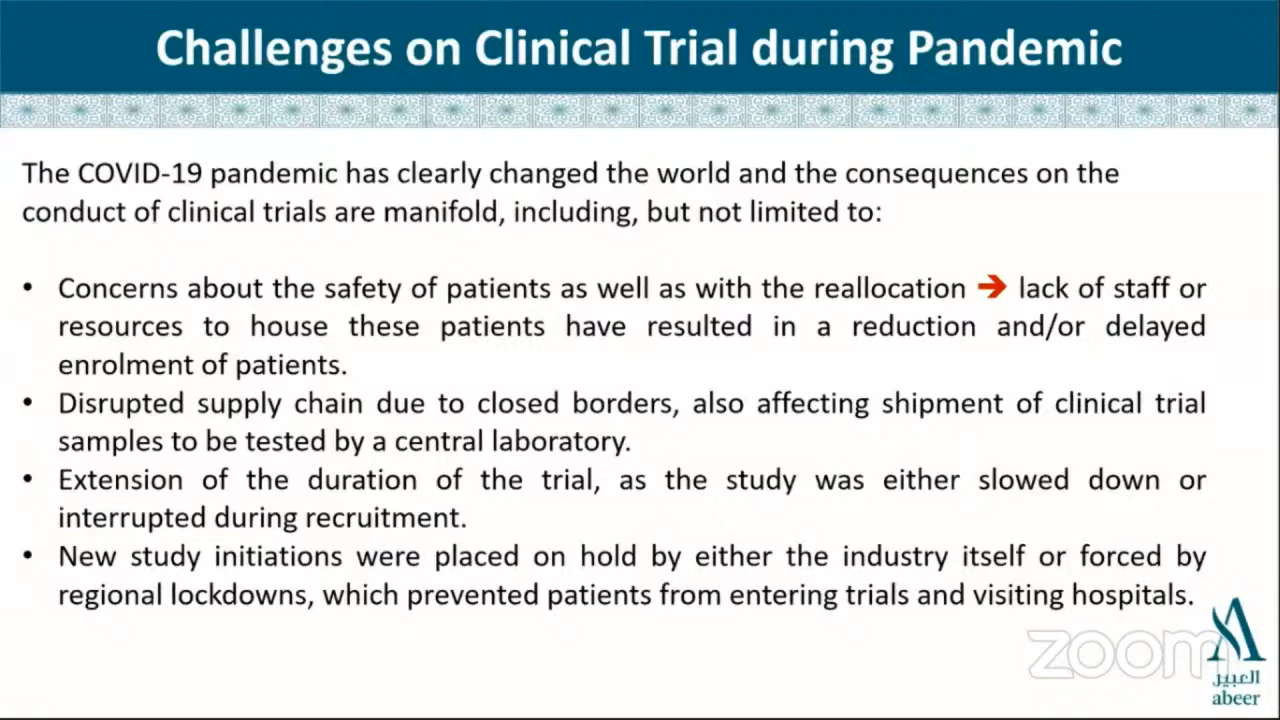 Challenges on Clinical Trial during Pandemic
The COVID-19 pandemic has clearly changed the world and the consequences on the
conduct of clinical trials are manifold, including, but not limited to:
• Concerns about the safety of patients as well as with the reallocation ➔ lack of staff or
resources to house these patients have resulted in a reduction and/or delayed
enrolment of patients.
• Disrupted supply chain due to closed borders, also affecting shipment of clinical trial
samples to be tested by a central laboratory.
• Extension of the duration of the trial, as the study was either slowed down or
interrupted during recruitment.
• New study initiations were placed on hold by either the industry itself or forced by
regional lockdowns, which prevented patients from entering trials and visiting hospitals.
zoom
العبير
abeer